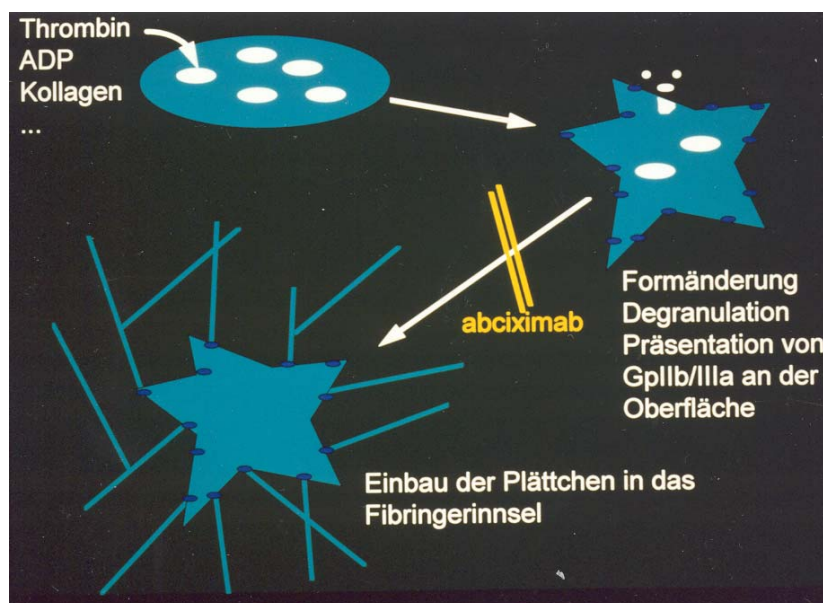 Thrombin
ADP
Kollagen
...
abciximab
Formänderung
Degranulation
Präsentation von
GpIIb/IIIa an der
Oberfläche
Einbau der Plättchen in das
Fibringerinnsel